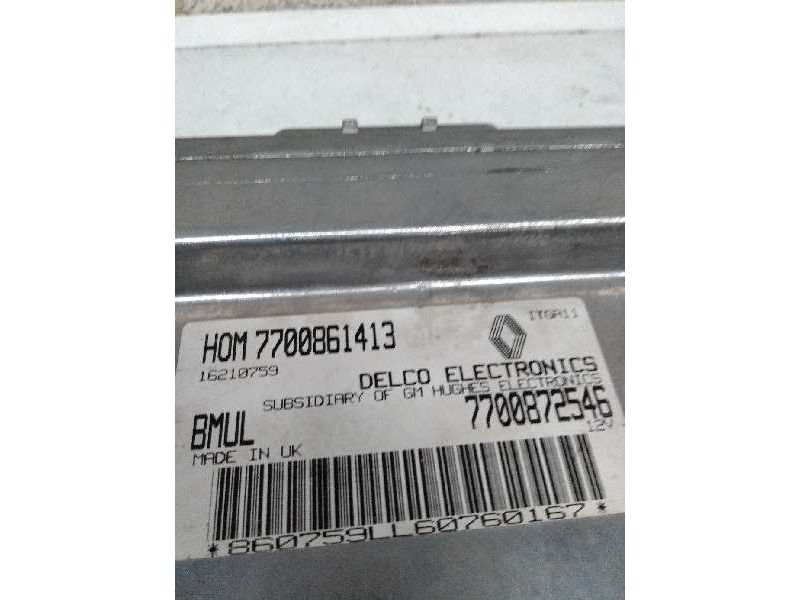 ITGA11
HOM 7700861413
16210759
DELCO ELECTRONICS
SUBSIDIARY OF GM HUGHES ELECTRONICS
BMUL
7700872546
12V
MADE IN UK
*860759LL60760167*